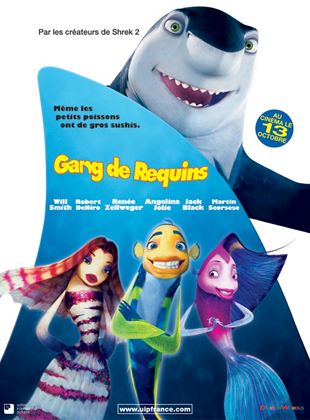 Par les créateurs de Shrek 2
AU
CINÉMA LE
13
OCTOBRE
Même les
petits poissons
ont de gros sushis.
Gang de Requins
Will Smith
Robert DeNiro
Renée Zellweger
Angelina Jolie
Jack Black
Martin Scorsese
www.uipfrance.com
DREAMWORKS